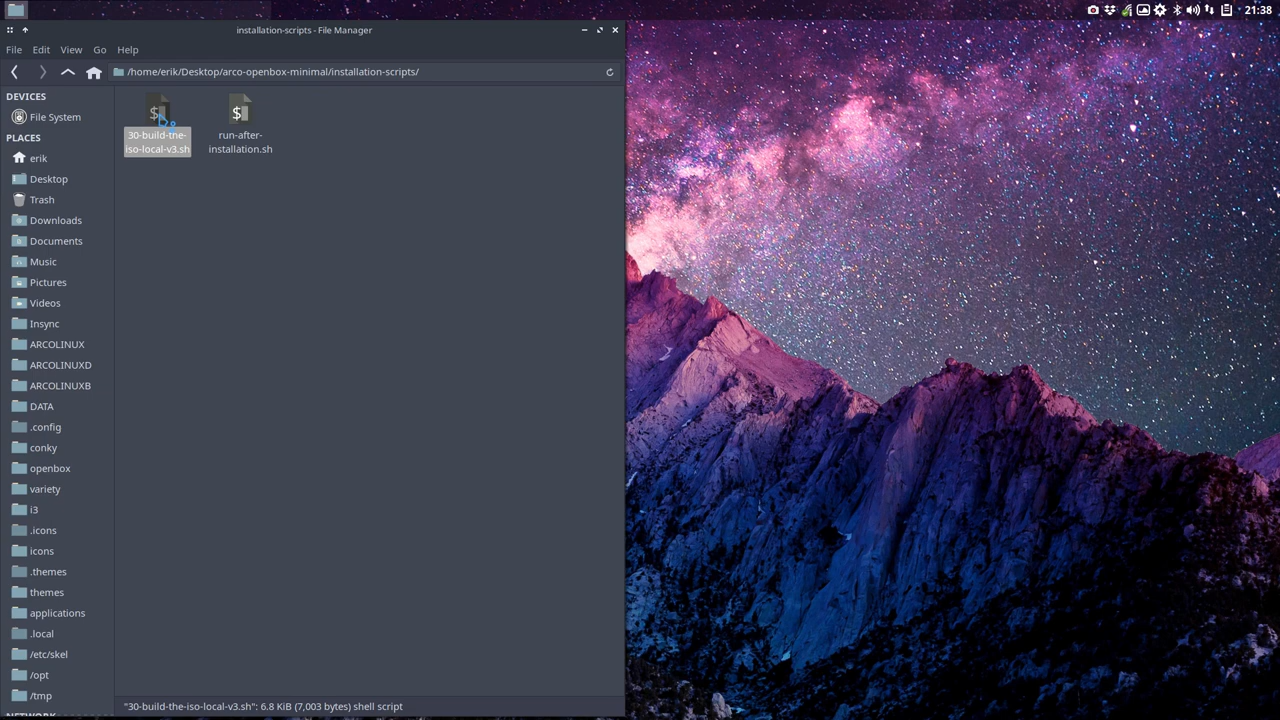 21:38
installation-scripts - File Manager
File Edit View Go Help
/home/erik/Desktop/arco-openbox-minimal/installation-scripts/
DEVICES
File System
PLACES
erik
Desktop
Trash
Downloads
Documents
Music
Pictures
Videos
Insync
ARCOLINUX
ARCOLINUXD
ARCOLINUXB
DATA
.config
conky
openbox
variety
i3
.icons
icons
.themes
themes
applications
.local
/etc/skel
/opt
/tmp
NETWORK
30-build-the-
iso-local-v3.sh
run-after-
installation.sh
"30-build-the-iso-local-v3.sh": 6.8 KiB (7,003 bytes) shell script